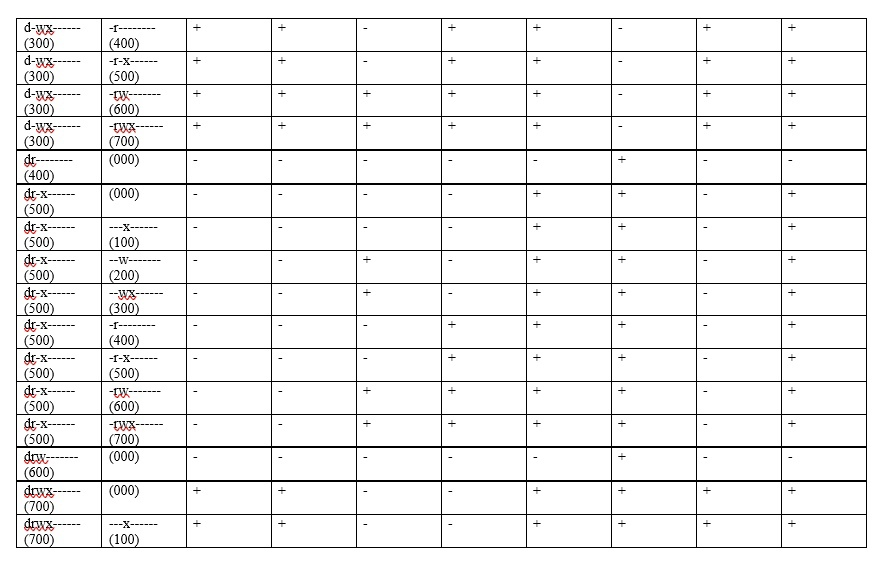 d-wx------ -r-------- + + - + + - + +
(300) (400)
d-wx------ -r-x------ + + - + + - + +
(300) (500)
d-wx------ -rw------- + + + + + - + +
(300) (600)
d-wx------ -rwx------ + + + + + - + +
(300) (700)
dr-------- (000) - - - - - + - -
(400)
dr-x------ (000) - - - - + + - +
(500)
dr-x------ ---x------ - - - - + + - +
(500) (100)
dr-x------ --w------- - - + - + + - +
(500) (200)
dr-x------ --wx------ - - + - + + - +
(500) (300)
dr-x------ -r-------- - - - + + + - +
(500) (400)
dr-x------ -r-x------ - - - + + + - +
(500) (500)
dr-x------ -rw------- - - + + + + - +
(500) (600)
dr-x------ -rwx------ - - + + + + - +
(500) (700)
drw------- (000) - - - - - + - -
(600)
drwx------ (000) + + - - + + + +
(700)
drwx------ ---x------ + + - - + + + +
(700) (100)